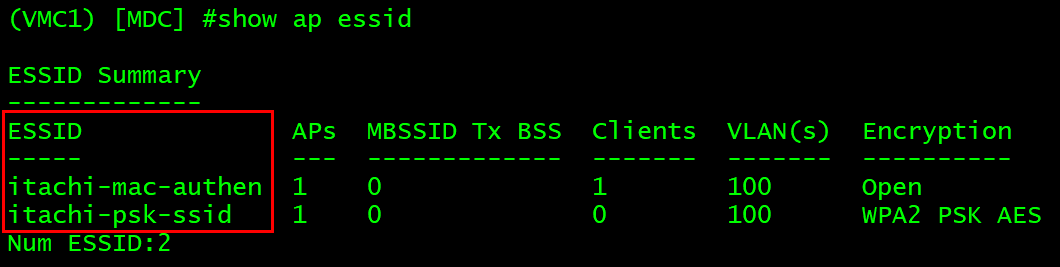 (VMC1) [MDC] #show ap essid
ESSID Summary
-------------
ESSID              APs  MBSSID Tx BSS  Clients  VLAN(s)  Encryption
-----              ---  -------------  -------  -------  ----------
itachi-mac-authen  1    0              1        100      Open
itachi-psk-ssid    1    0              0        100      WPA2 PSK AES
Num ESSID:2